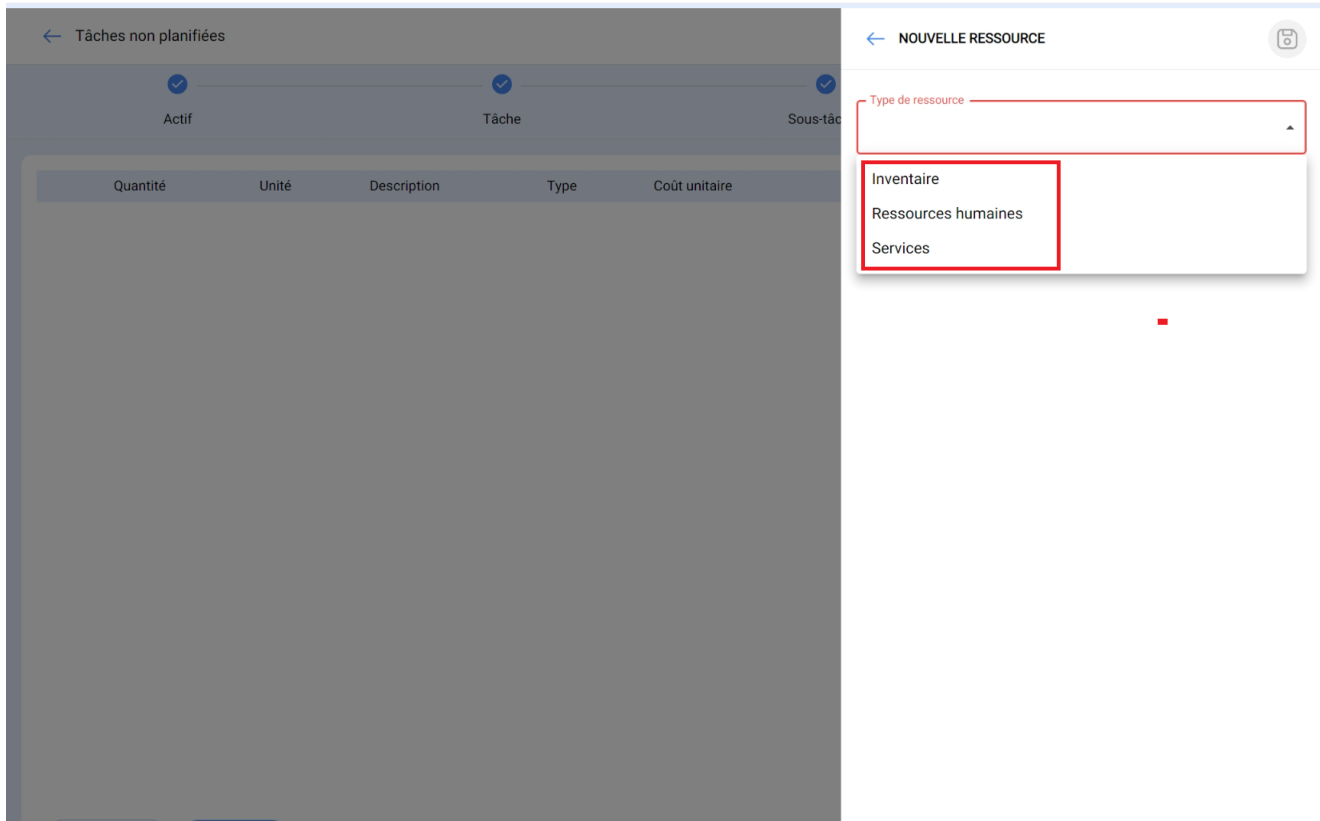 Tâches non planifiées
Actif
Tâche
Sous-tâc
Quantité Unité Description Type Coût unitaire
NOUVELLE RESSOURCE
Type de ressource
Inventaire
Ressources humaines
Services